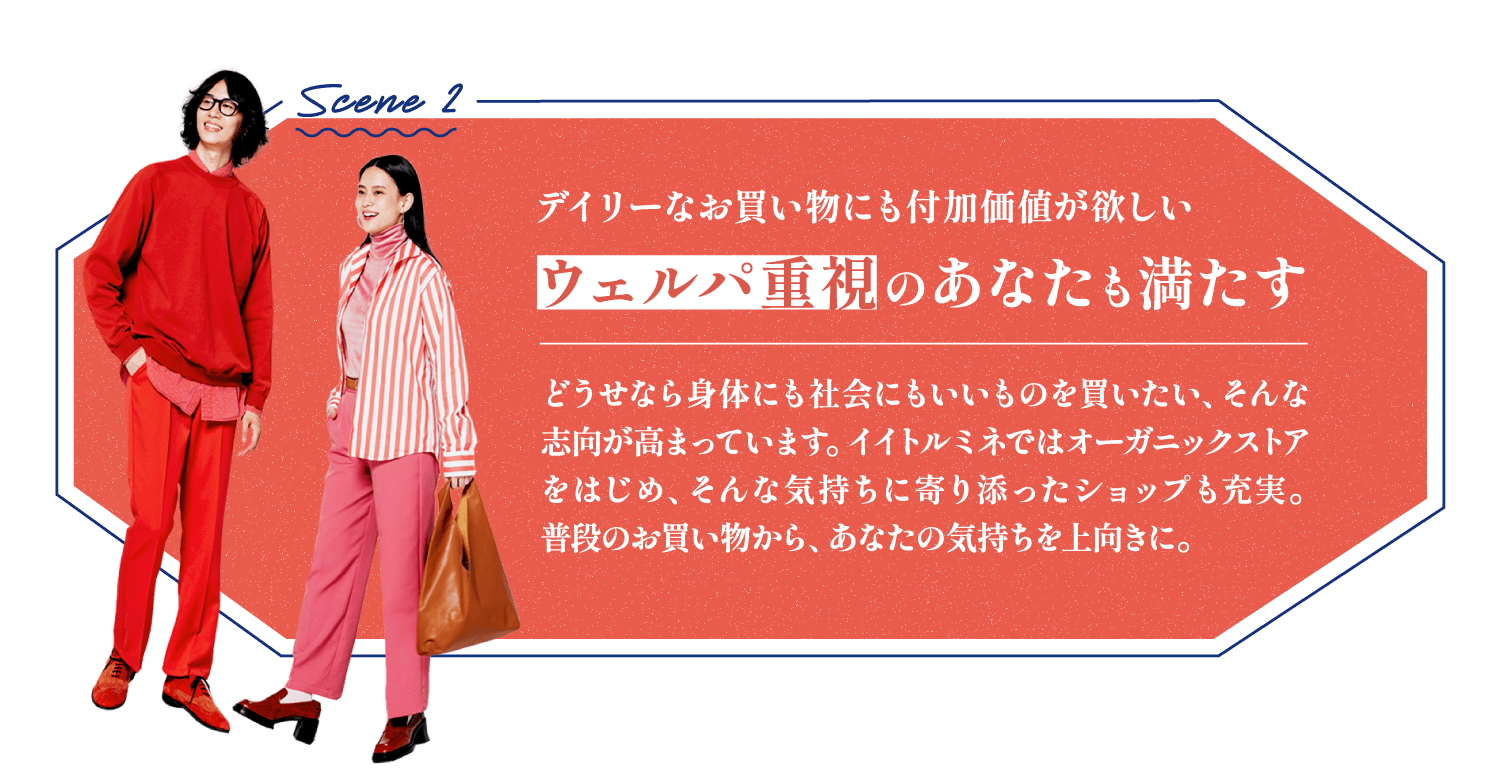 Scene 2
デイリーなお買い物にも付加価値が欲しい
ウェルパ重視のあなたも満たす
どうせなら身体にも社会にもいいものを買いたい、そんな
志向が高まっています。イイトルミネではオーガニックストア
をはじめ、そんな気持ちに寄り添ったショップも充実。
普段のお買い物から、あなたの気持ちを上向きに。